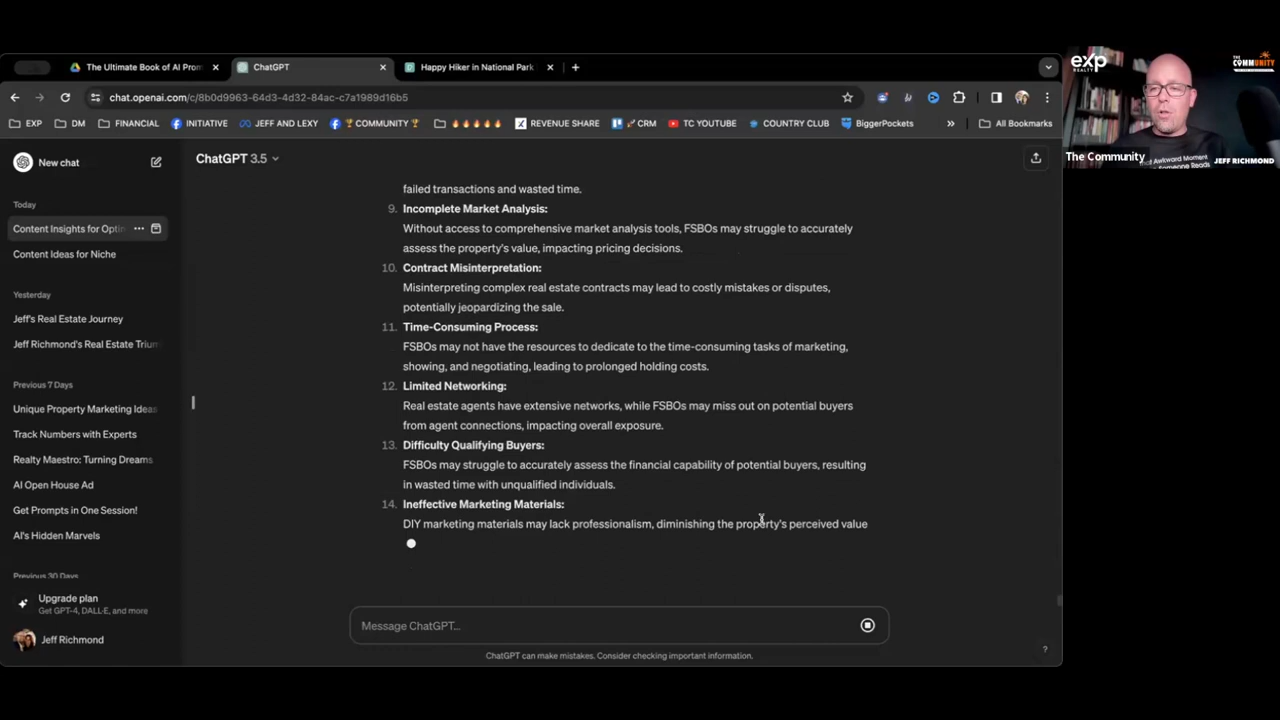 The Ultimate Book of AI Prom
ChatGPT
Happy Hiker in National Park
chat.openai.com/c/8b0d9963-64d3-4d32-84ac-c7a1989d16b5
EXP
DM
FINANCIAL
INITIATIVE
JEFF AND LEXY
COMMUNITY
REVENUE SHARE
CRM
TC YOUTUBE
COUNTRY CLUB
BiggerPockets
»
All Bookmarks
exp
REALTY
THE
COMMUNITY
The Community
That Awkward Moment
Someone Reads
JEFF RICHMOND
New chat
Today
Content Insights for Optin
Content Ideas for Niche
Yesterday
Jeff's Real Estate Journey
Jeff Richmond's Real Estate Trium
Previous 7 Days
Unique Property Marketing Ideas
Track Numbers with Experts
Realty Maestro: Turning Dreams
AI Open House Ad
Get Prompts in One Session!
AI's Hidden Marvels
Previous 30 Days
Upgrade plan
Get GPT-4, DALL·E, and more
Jeff Richmond
ChatGPT 3.5
failed transactions and wasted time.
9. Incomplete Market Analysis:
Without access to comprehensive market analysis tools, FSBOs may struggle to accurately
assess the property's value, impacting pricing decisions.
10. Contract Misinterpretation:
Misinterpreting complex real estate contracts may lead to costly mistakes or disputes,
potentially jeopardizing the sale.
11. Time-Consuming Process:
FSBOs may not have the resources to dedicate to the time-consuming tasks of marketing,
showing, and negotiating, leading to prolonged holding costs.
12. Limited Networking:
Real estate agents have extensive networks, while FSBOs may miss out on potential buyers
from agent connections, impacting overall exposure.
13. Difficulty Qualifying Buyers:
FSBOs may struggle to accurately assess the financial capability of potential buyers, resulting
in wasted time with unqualified individuals.
14. Ineffective Marketing Materials:
DIY marketing materials may lack professionalism, diminishing the property's perceived value
Message ChatGPT...
ChatGPT can make mistakes. Consider checking important information.
?